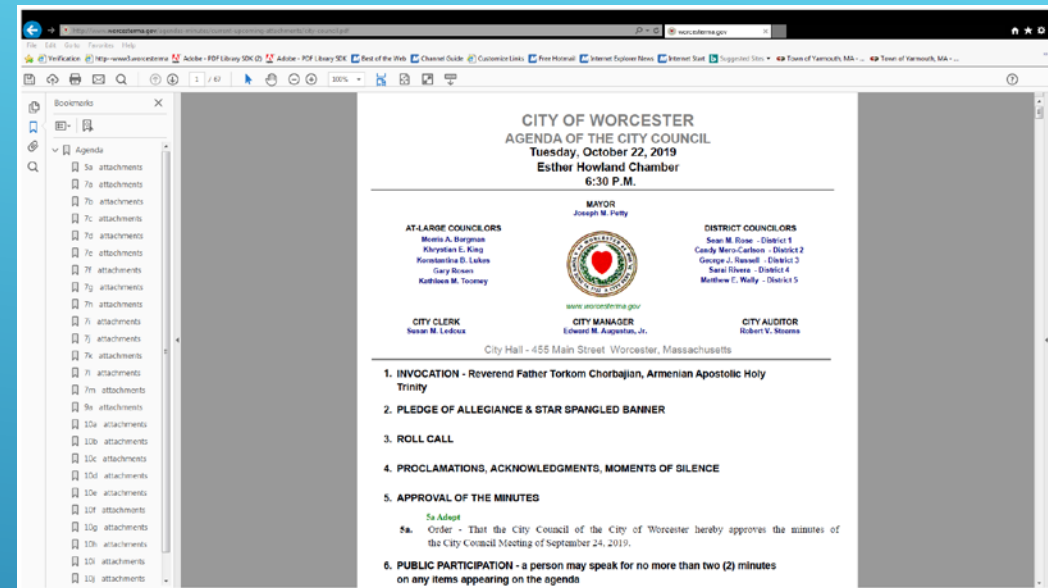 worcesterma.gov
File Edit Go to Favorites Help
Verification Adobe - PDF Library SDK (2) Adobe - PDF Library SDK Best of the Web Channel Guide Customize Links Free Hotmail Internet Explorer News Internet Start Suggested Sites Town of Yarmouth, MA - ... Town of Yarmouth, MA - ...
1 / 67
Bookmarks
Agenda
5a attachments
7a attachments
7b attachments
7c attachments
7d attachments
7e attachments
7f attachments
7g attachments
7h attachments
7i attachments
7j attachments
7k attachments
7l attachments
7m attachments
9a attachments
10a attachments
10b attachments
10c attachments
10d attachments
10e attachments
10f attachments
10g attachments
10h attachments
10i attachments
10j attachments
CITY OF WORCESTER
AGENDA OF THE CITY COUNCIL
Tuesday, October 22, 2019
Esther Howland Chamber
6:30 P.M.
MAYOR
Joseph M. Petty
AT-LARGE COUNCILORS
Morris A. Bergman
Khrystian E. King
Konstantina B. Lukes
Gary Rosen
Kathleen M. Toomey
DISTRICT COUNCILORS
Sean M. Rose - District 1
Candy Mero-Carlson - District 2
George J. Russell - District 3
Sarai Rivera - District 4
Matthew E. Wally - District 5
www.worcesterma.gov
CITY CLERK
Susan M. Ledoux
CITY MANAGER
Edward M. Augustus, Jr.
CITY AUDITOR
Robert V. Stearns
City Hall - 455 Main Street Worcester, Massachusetts
1. INVOCATION - Reverend Father Torkom Chorbajian, Armenian Apostolic Holy
Trinity
2. PLEDGE OF ALLEGIANCE & STAR SPANGLED BANNER
3. ROLL CALL
4. PROCLAMATIONS, ACKNOWLEDGMENTS, MOMENTS OF SILENCE
5. APPROVAL OF THE MINUTES
5a Adopt
5a. Order - That the City Council of the City of Worcester hereby approves the minutes of
the City Council Meeting of September 24, 2019.
6. PUBLIC PARTICIPATION - a person may speak for no more than two (2) minutes
on any items appearing on the agenda